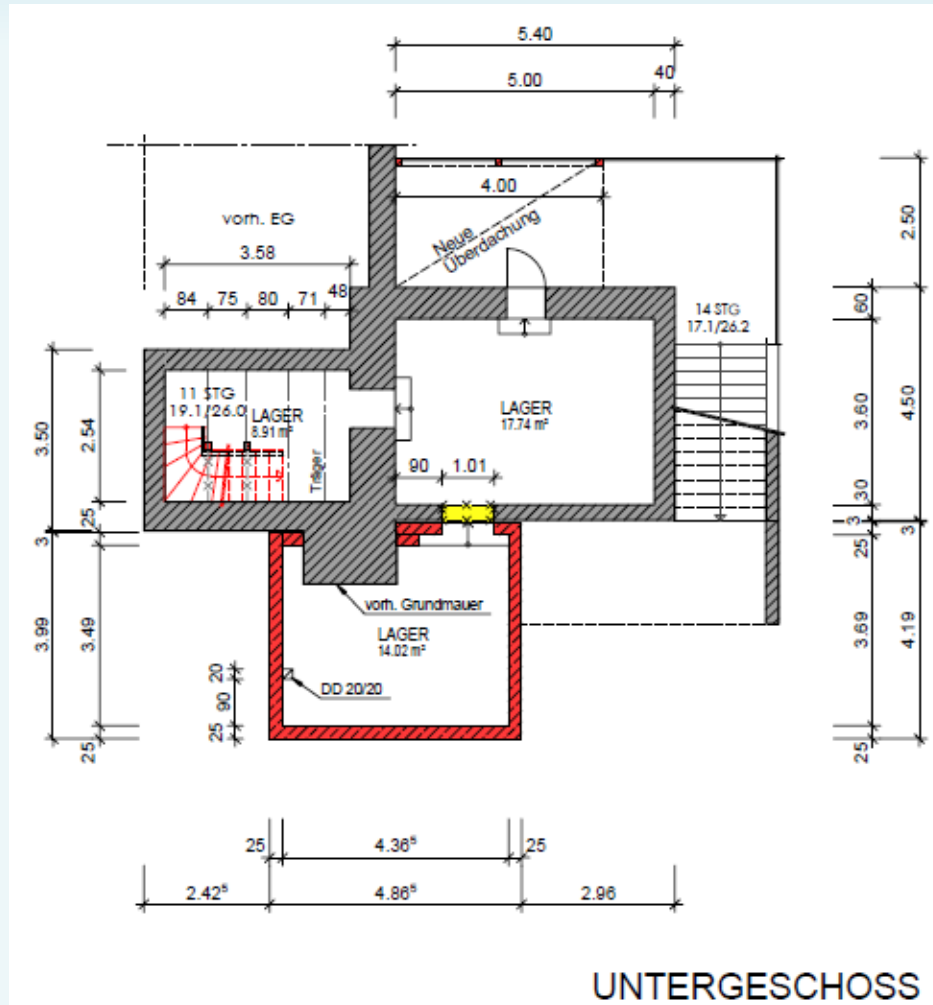 5.40
5.00
40
4.00
vorh. EG
Neue
Überdachung
3.58
84
75
80
71
48
2.50
60
14 STG
17.1/26.2
11 STG
19.1/26.0
LAGER
8.91 m²
LAGER
17.74 m²
3.50
2.54
3.60
4.50
Träger
90
1.01
25
30
3
3
3
25
vorh. Grundmauer
LAGER
14.02 m²
3.99
3.49
3.69
4.19
20
90
DD 20/20
25
25
25
25
4.36⁵
25
2.42⁵
4.86⁵
2.96
UNTERGESCHOSS